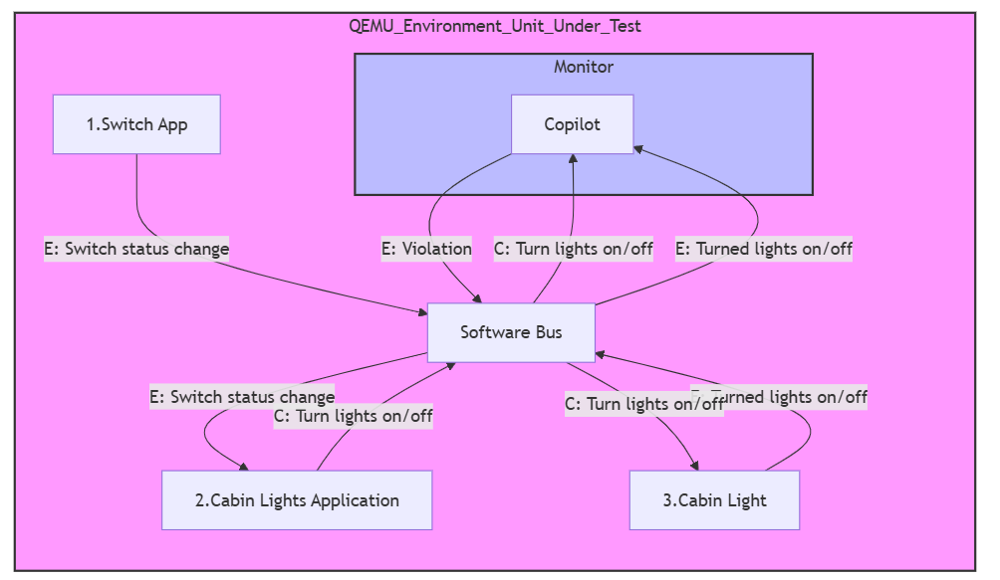 QEMU_Environment_Unit_Under_Test
Monitor
1.Switch App
Copilot
E: Switch status change
E: Violation
C: Turn lights on/off
E: Turned lights on/off
Software Bus
E: Switch status change
C: Turn lights on/off
C: Turn lights on/off
Turned lights on/off
2.Cabin Lights Application
3.Cabin Light